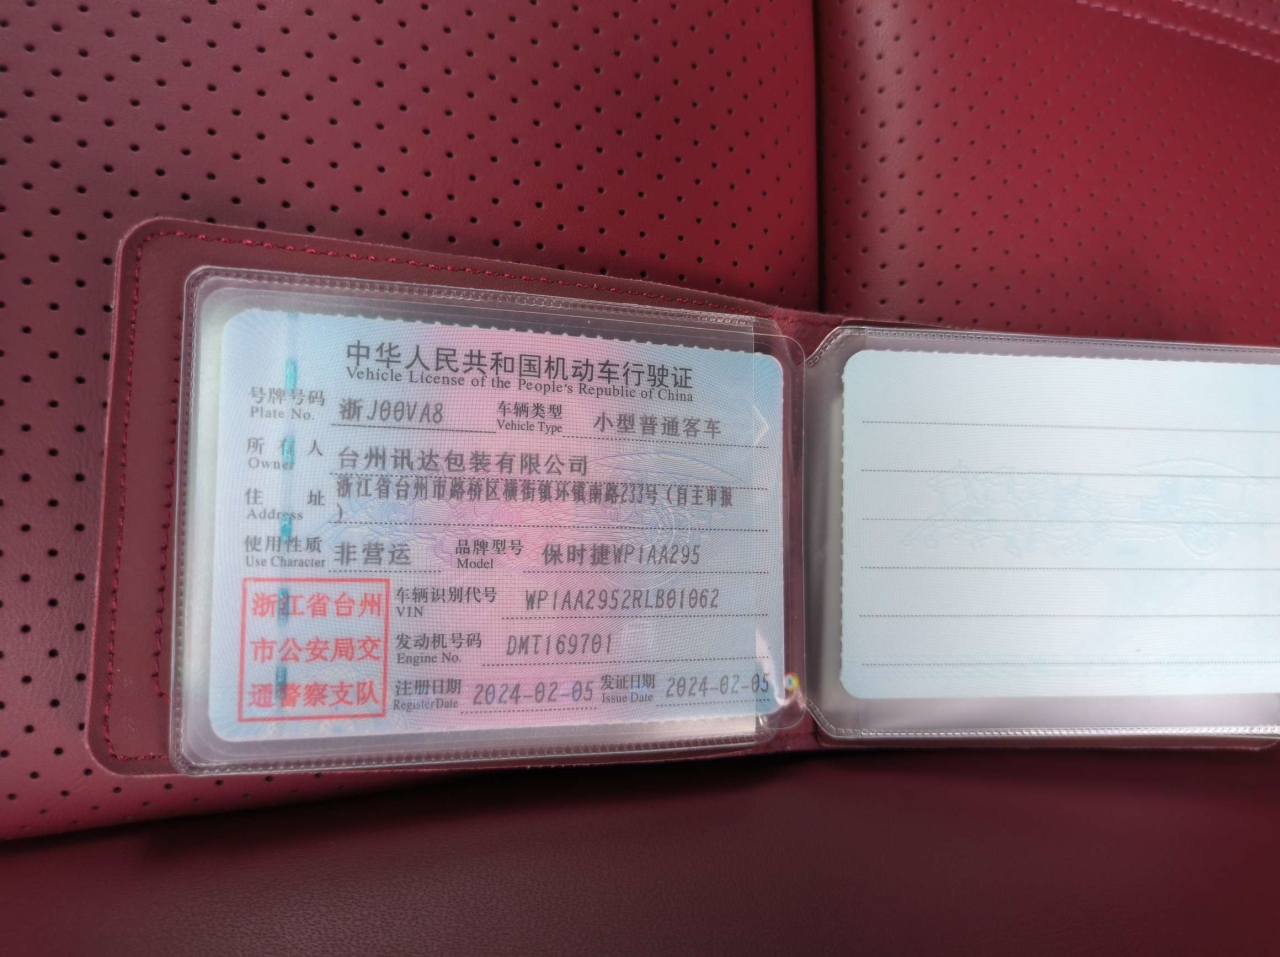 中华人民共和国机动车行驶证
Vehicle License of the People's Republic of China
号牌号码 浙J00VA8 车辆类型 小型普通客车
Plate No. Vehicle Type
所有人 台州讯达包装有限公司
Owner
住址 浙江省台州市路桥区横街镇环镇南路233号（自主申报
Address ）
使用性质 非营运 品牌型号 保时捷WP1AA295
Use Character Model
浙江省台州
市公安局交
通警察支队
车辆识别代号 WP1AA2952RLB01062
VIN
发动机号码 DMT169701
Engine No.
注册日期 2024-02-05 发证日期 2024-02-05
Register Date Issue Date